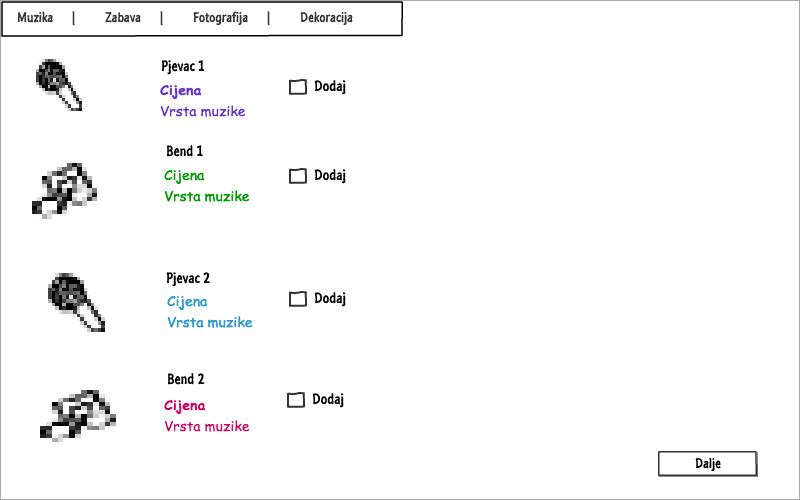 Muzika | Zabava | Fotografija | Dekoracija
Pjevac 1
Cijena
Vrsta muzike
Dodaj
Bend 1
Cijena
Vrsta muzike
Dodaj
Pjevac 2
Cijena
Vrsta muzike
Dodaj
Bend 2
Cijena
Vrsta muzike
Dodaj
Dalje